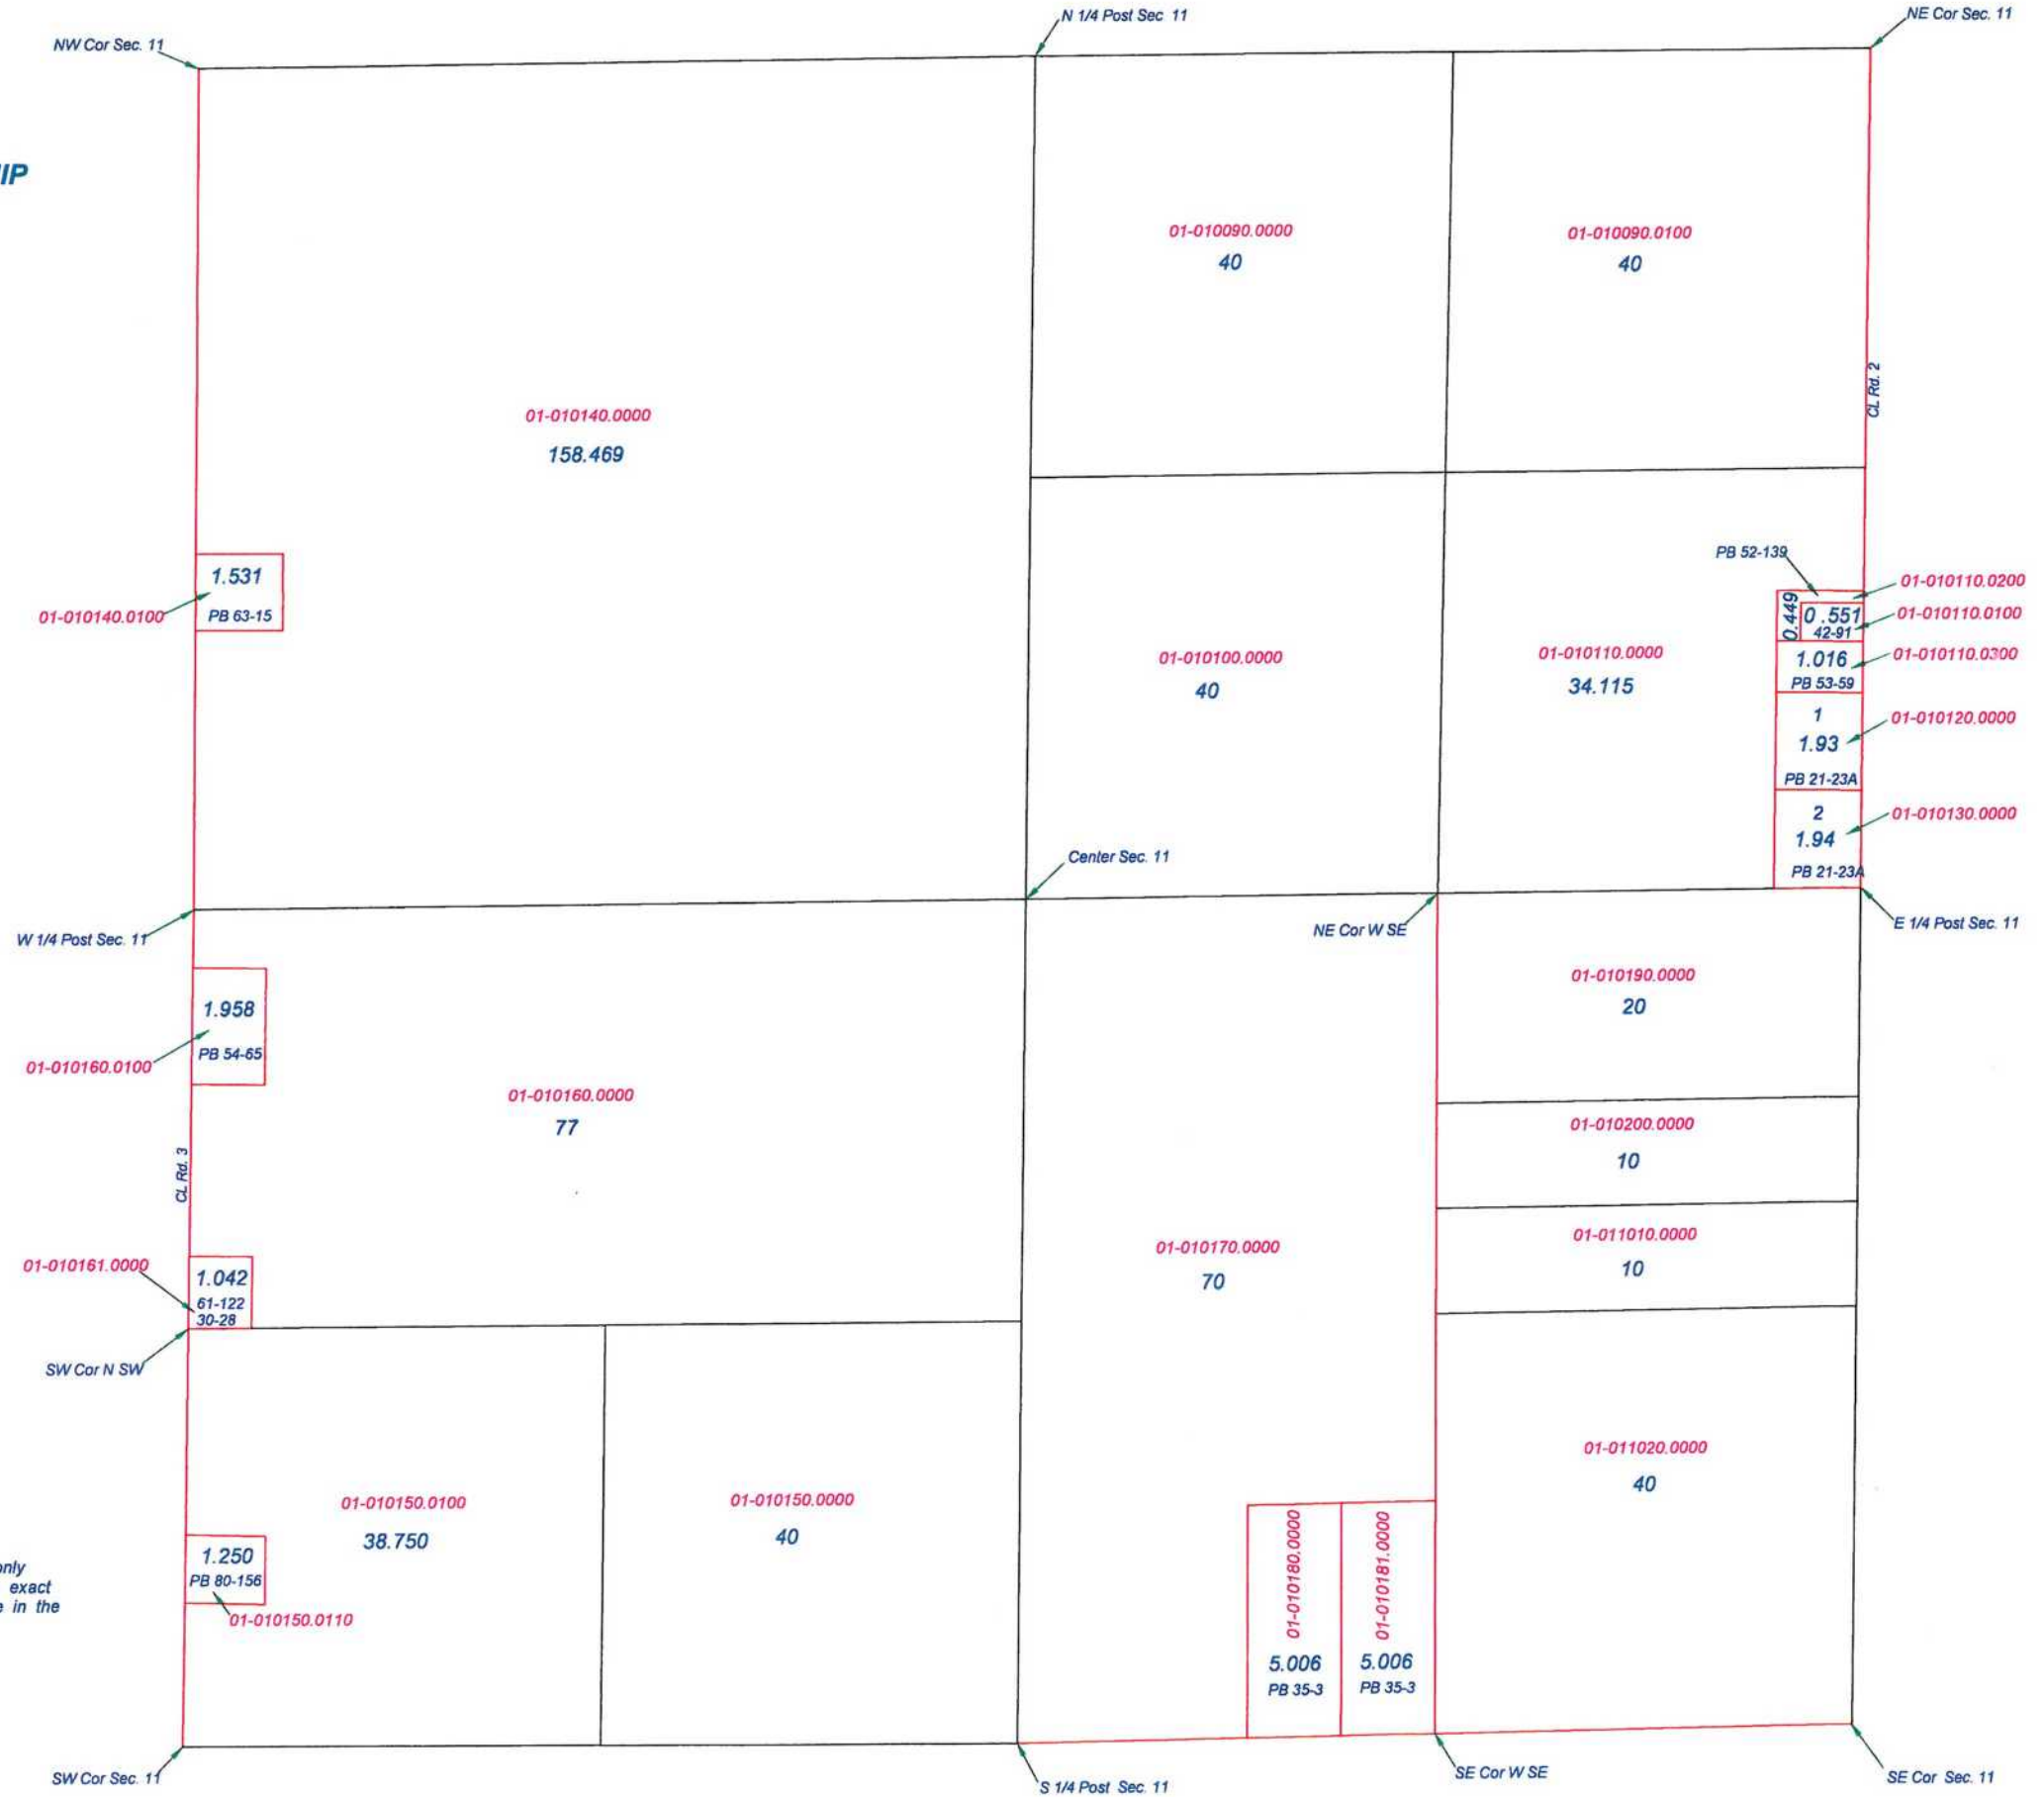 N 1/4 Post Sec 11
NE Cor Sec. 11
NW Cor Sec. 11
IP
01-010090.0000
40
01-010090.0100
40
CL Rd. 2
01-010140.0000
158.469
PB 52-139
1.531
PB 63-15
01-010140.0100
01-010110.0200
0.449
0 .551
42-91
01-010110.0100
01-010100.0000
40
01-010110.0000
34.115
1.016
PB 53-59
01-010110.0300
1
1.93
PB 21-23A
01-010120.0000
2
1.94
PB 21-23A
01-010130.0000
Center Sec. 11
W 1/4 Post Sec. 11
NE Cor W SE
E 1/4 Post Sec. 11
1.958
PB 54-65
01-010160.0100
01-010190.0000
20
01-010160.0000
77
01-010200.0000
10
CL Rd. 3
01-010161.0000
1.042
61-122
30-28
01-010170.0000
70
01-011010.0000
10
SW Cor N SW
01-010150.0100
38.750
01-010150.0000
40
01-011020.0000
40
1.250
PB 80-156
01-010150.0110
only
exact
e in the
01-010180.0000
5.006
PB 35-3
01-010181.0000
5.006
PB 35-3
SW Cor Sec. 11
S 1/4 Post Sec. 11
SE Cor W SE
SE Cor Sec. 11